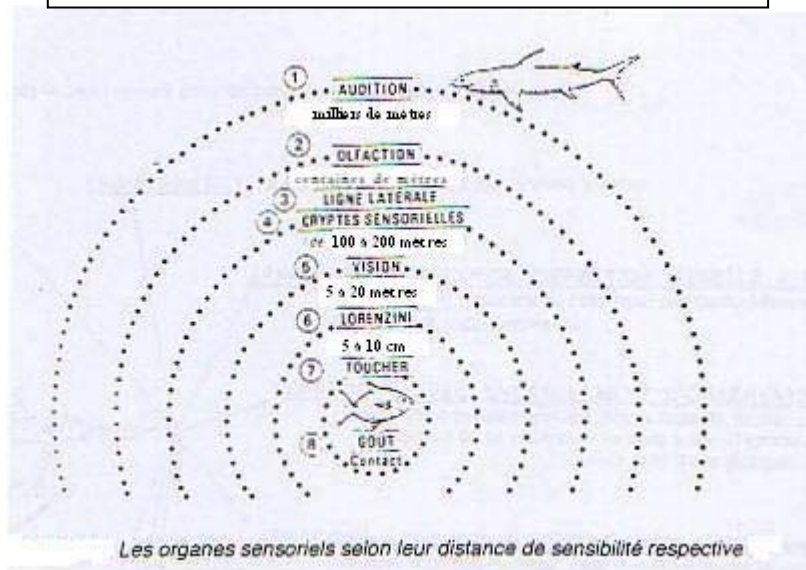 1
AUDITION
milliers de mètres
2
OLFACTION
centaines de mètres
3 LIGNE LATÉRALE
4 CRYPTES SENSORIELLES
de 100 à 200 mètres
5 VISION
5 à 20 mètres
6 LORENZINI
5 à 10 cm
7 TOUCHER
8 GOUT
Contact
Les organes sensoriels selon leur distance de sensibilité respective